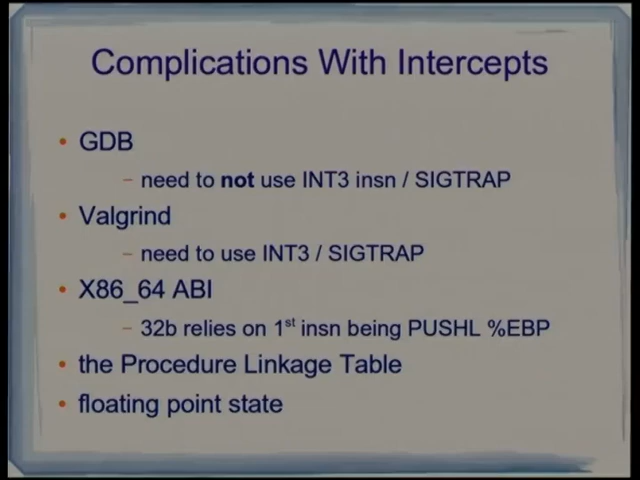 Complications With Intercepts
• GDB
– need to not use INT3 insn / SIGTRAP
• Valgrind
– need to use INT3 / SIGTRAP
• X86_64 ABI
– 32b relies on 1st insn being PUSHL %EBP
• the Procedure Linkage Table
• floating point state